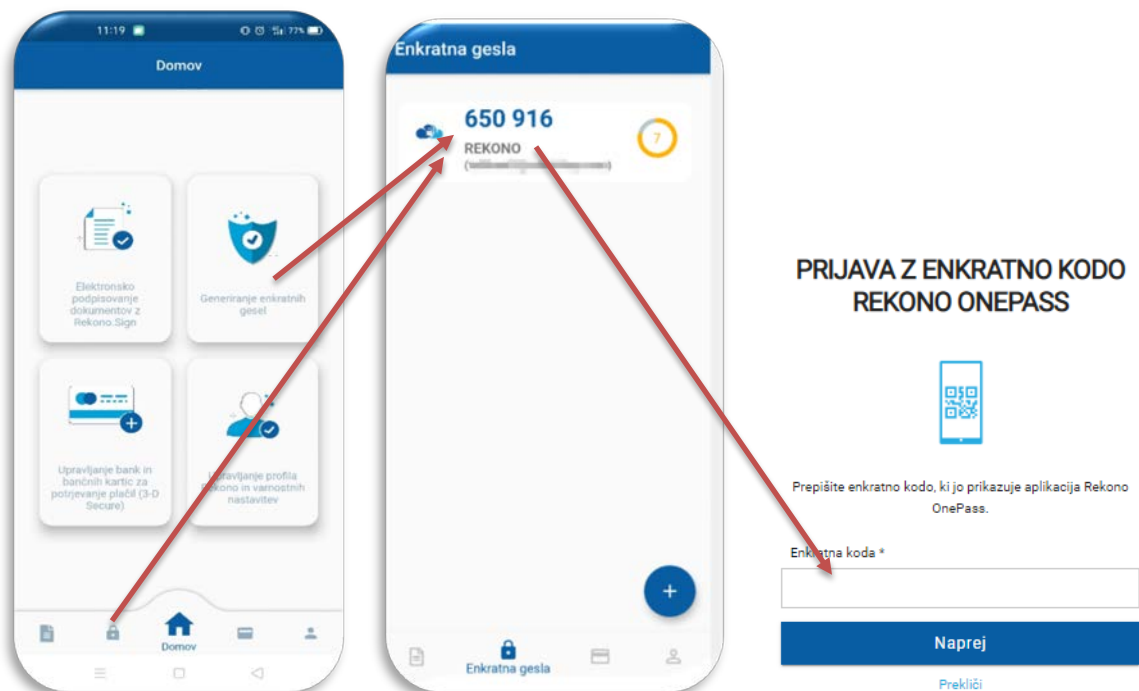 11:19
77%
Domov
Elektronsko
podpisovanje
dokumentov z
Rekono.Sign
Generiranje enkratnih
gesel
Upravljanje bank in
bančnih kartic za
potrjevanje plačil (3-D
Secure)
Upravljanje profila
Rekono in varnostnih
nastavitev
Domov
Enkratna gesla
650 916
7
REKONO
Enkratna gesla
PRIJAVA Z ENKRATNO KODO
REKONO ONEPASS
Prepišite enkratno kodo, ki jo prikazuje aplikacija Rekono
OnePass.
Enkratna koda *
Naprej
Prekliči